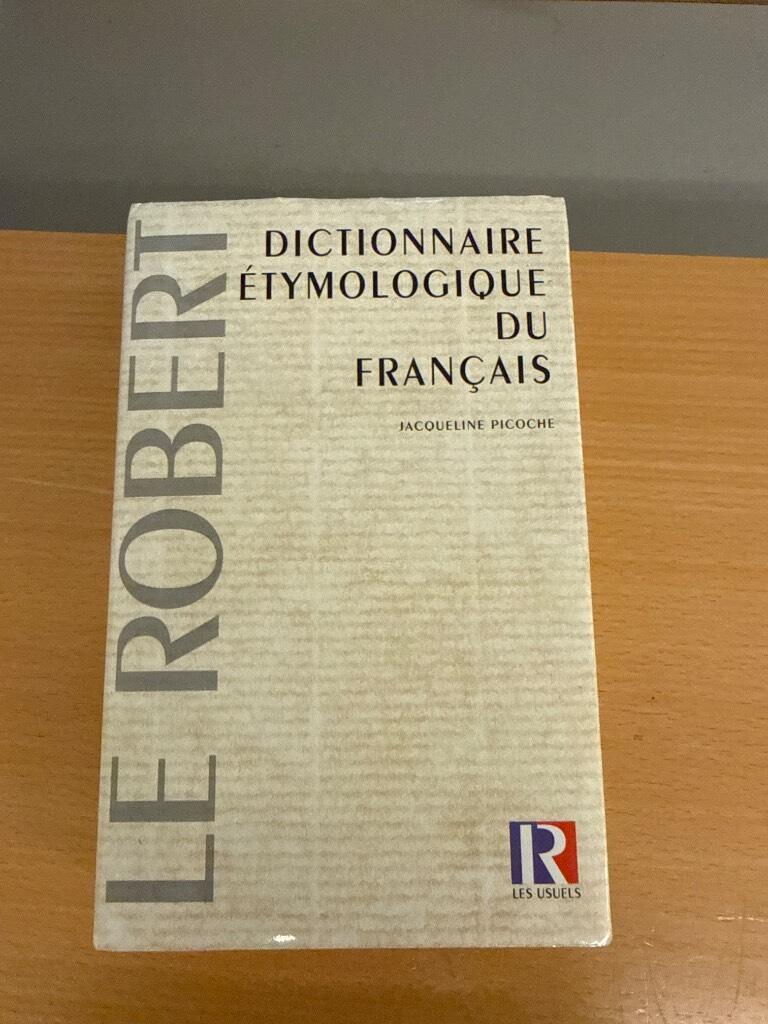 LE ROBERT
DICTIONNAIRE
ÉTYMOLOGIQUE
DU
FRANÇAIS
JACQUELINE PICOCHE
R
LES USUELS